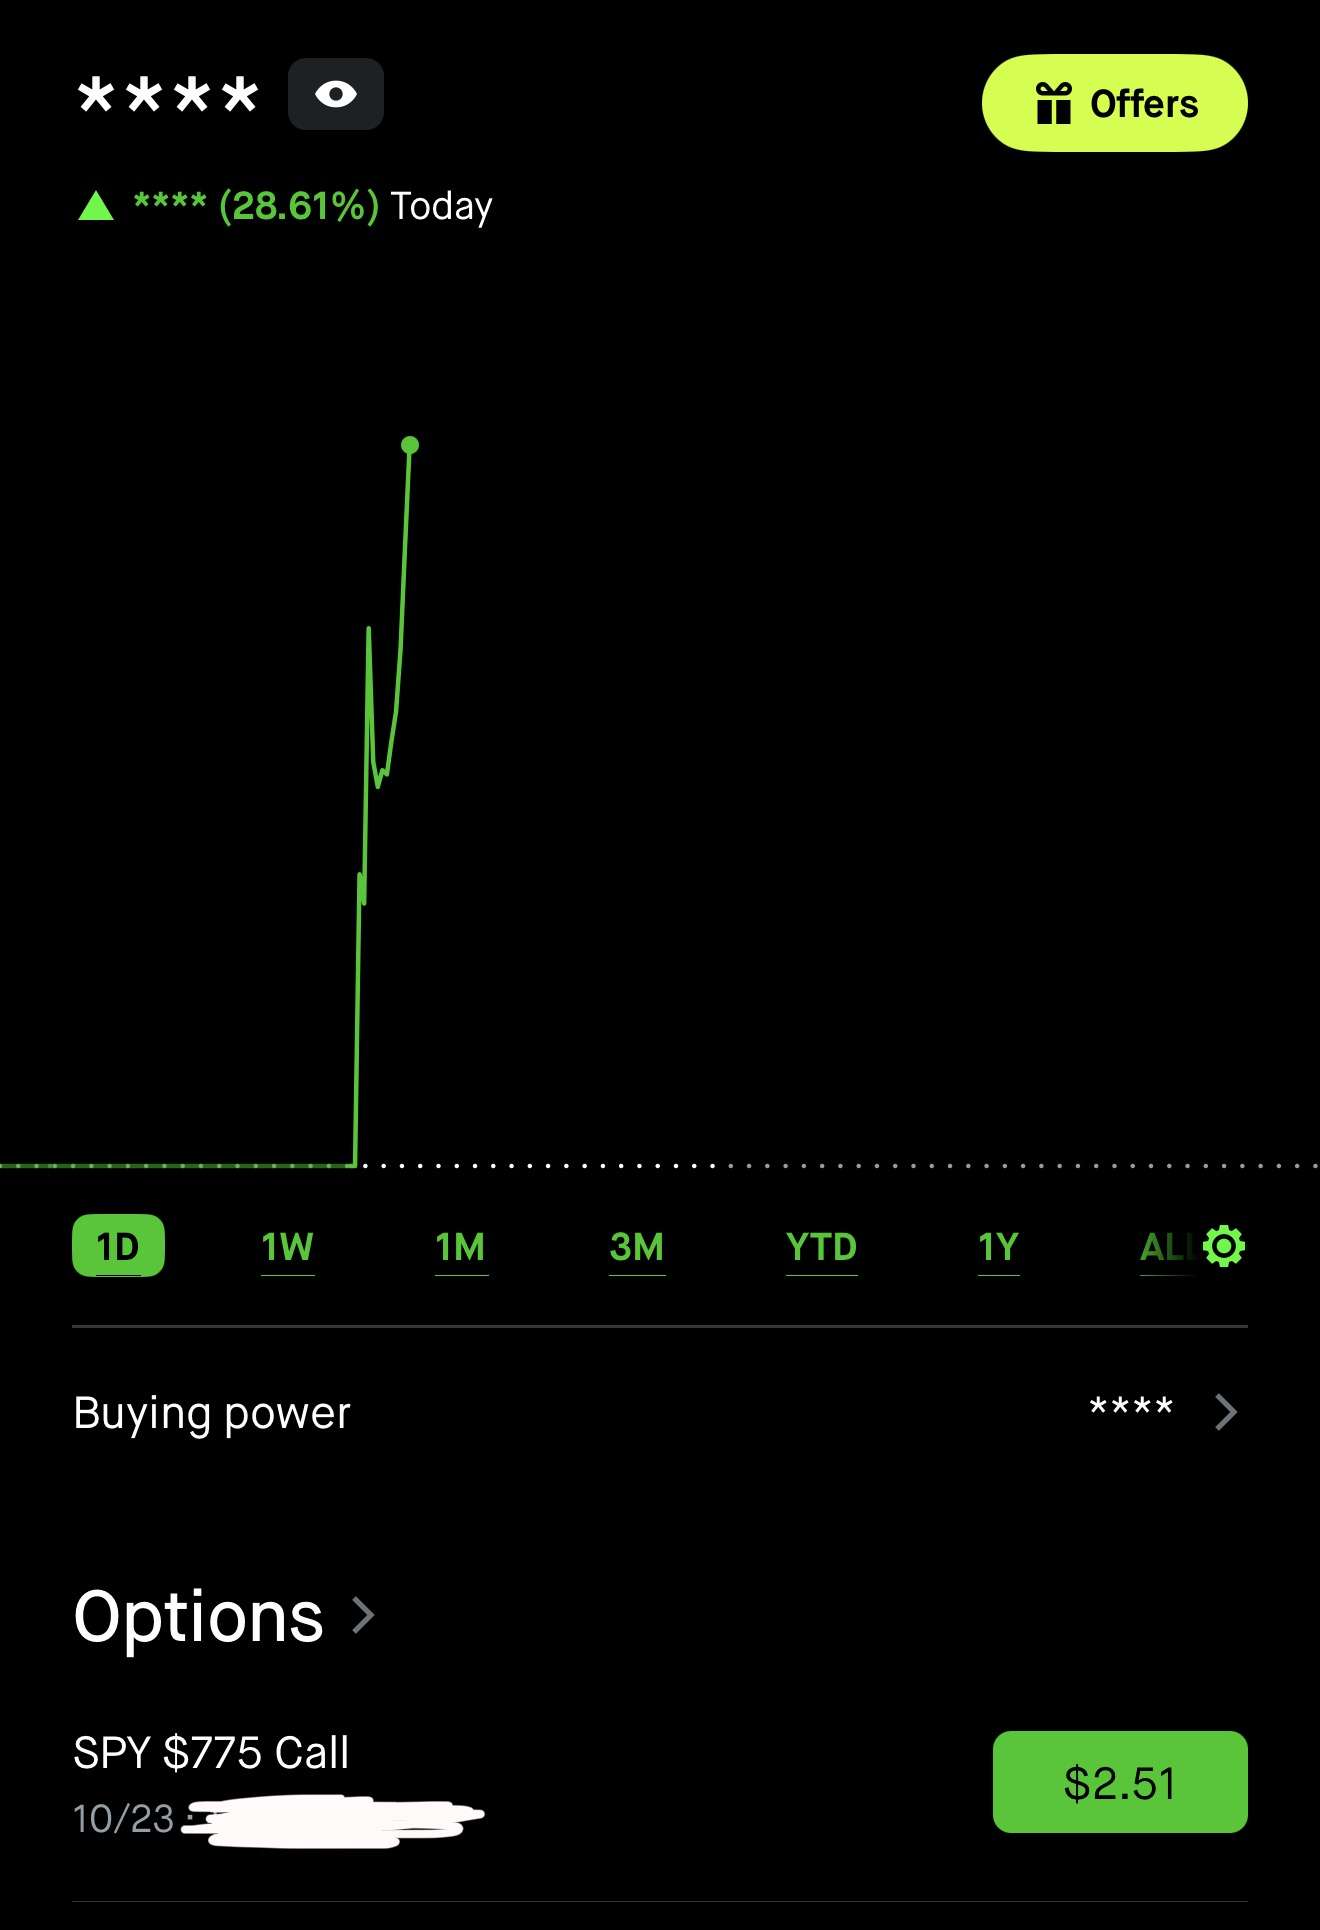 ****
Offers
**** (28.61%) Today
1D 1W 1M 3M YTD 1Y
Buying power ****
Options
SPY $775 Call
$2.51
10/23 ·